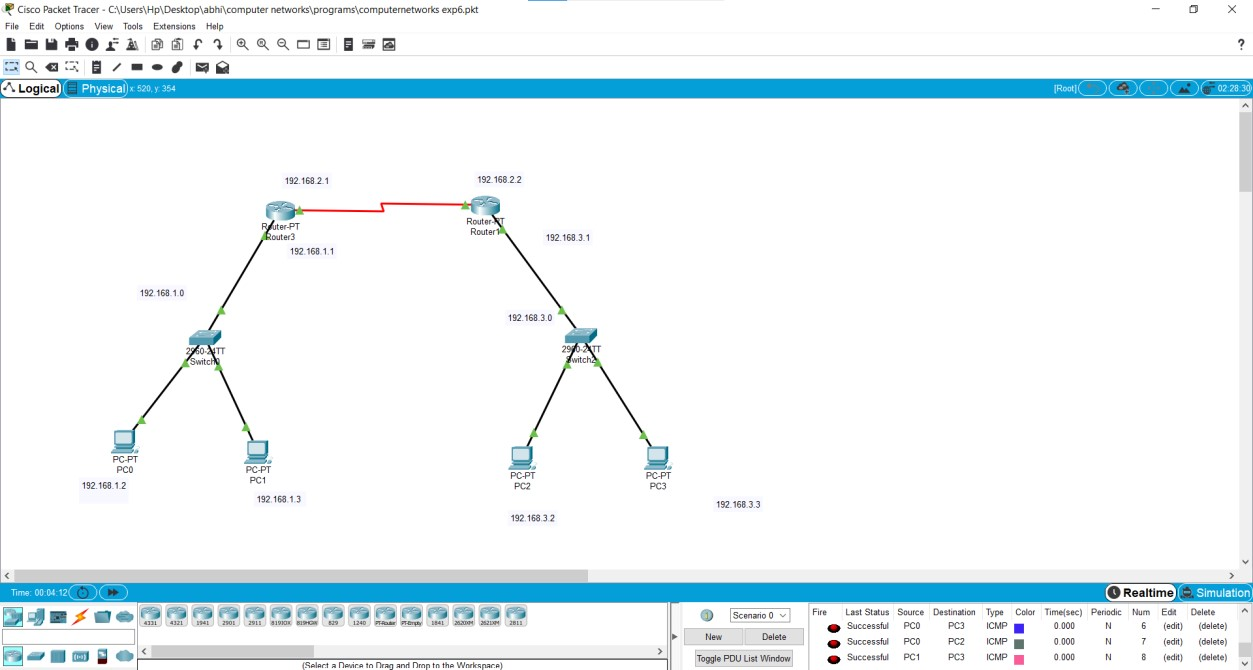 Cisco Packet Tracer - C:\Users\Hp\Desktop\abhi\computer networks\programs\computernetworks exp6.pkt
File Edit Options View Tools Extensions Help
?
Logical Physical x: 520, y: 354 [Root] 02:28:30
192.168.2.1 192.168.2.2
Router-PT
Router3
Router-PT
Router1
192.168.3.1
192.168.1.1
192.168.1.0
192.168.3.0
2960-24TT
Switch0
2960-24TT
Switch2
PC-PT
PC0
PC-PT
PC1
PC-PT
PC2
PC-PT
PC3
192.168.1.2
192.168.1.3
192.168.3.2
192.168.3.3
Time: 00:04:12 Realtime Simulation
4331 4321 1941 2901 2911 819IOX 819HGW 829 1240 PT-Router PT-Empty 1841 2620XM 2621XM 2811
(Select a Device to Drag and Drop to the Workspace)
Scenario 0
New Delete
Toggle PDU List Window
Fire Last Status Source Destination Type Color Time(sec) Periodic Num Edit Delete
Successful PC0 PC3 ICMP 0.000 N 6 (edit) (delete)
Successful PC0 PC2 ICMP 0.000 N 7 (edit) (delete)
Successful PC1 PC3 ICMP 0.000 N 8 (edit) (delete)